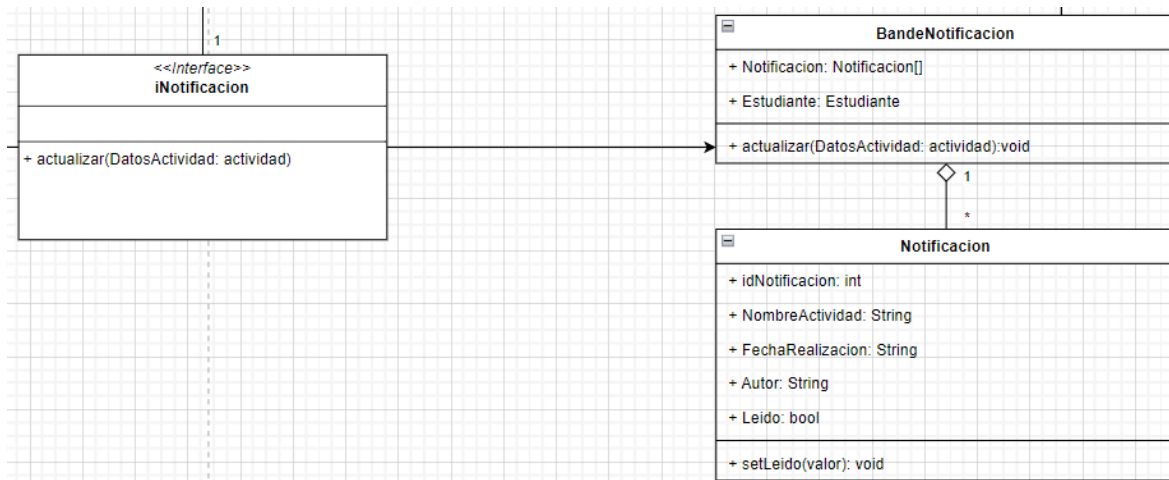 1
<<Interface>>
iNotificacion
+ actualizar(DatosActividad: actividad)
BandeNotificacion
+ Notificacion: Notificacion[]
+ Estudiante: Estudiante
+ actualizar(DatosActividad: actividad):void
1
*
Notificacion
+ idNotificacion: int
+ NombreActividad: String
+ FechaRealizacion: String
+ Autor: String
+ Leido: bool
+ setLeido(valor): void